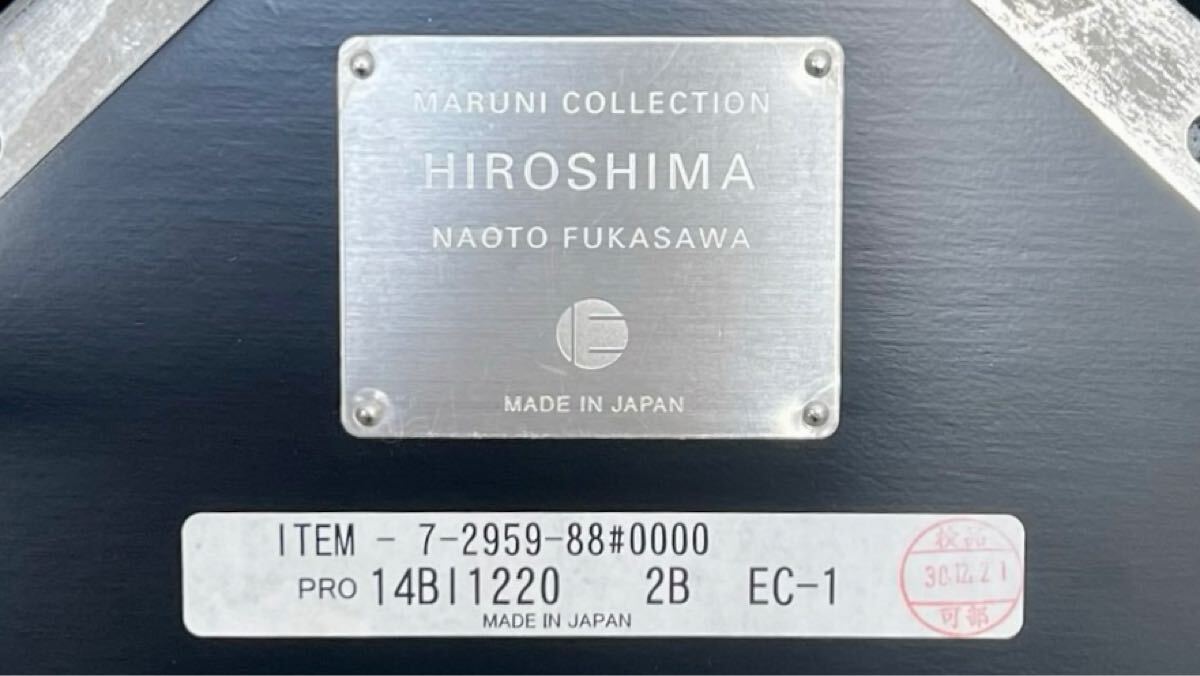 MARUNI COLLECTION
HIROSHIMA
NAOTO FUKASAWA
MADE IN JAPAN
ITEM - 7-2959-88#0000
PRO 14BI1220 2B EC-1
MADE IN JAPAN
検品
30.12.21
可部